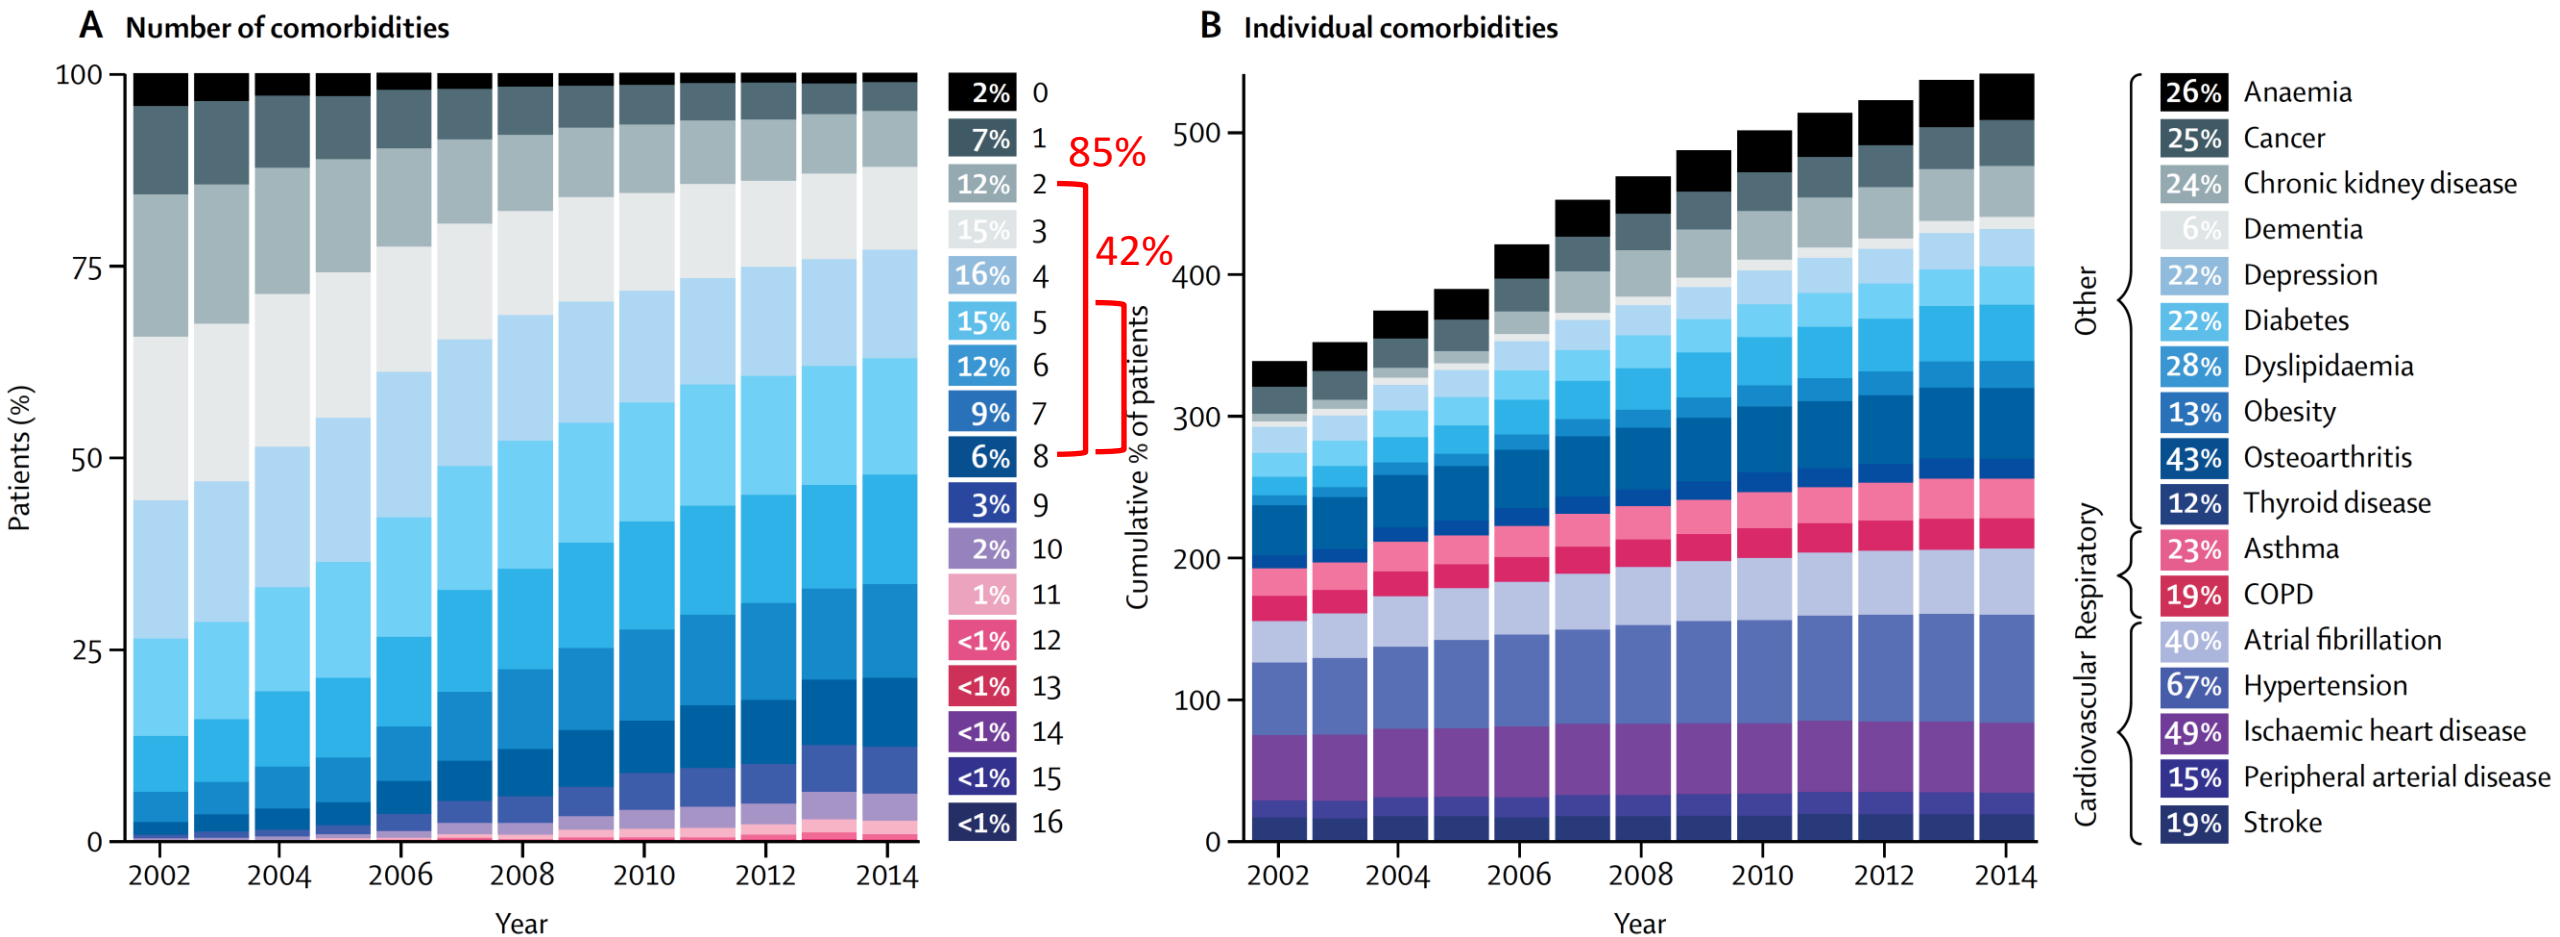 A Number of comorbidities
100
75
50
25
0
Patients (%)
2002 2004 2006 2008 2010 2012 2014
Year
2% 0
7% 1
12% 2
15% 3
16% 4
15% 5
12% 6
9% 7
6% 8
3% 9
2% 10
1% 11
<1% 12
<1% 13
<1% 14
<1% 15
<1% 16
85%
42%
B Individual comorbidities
500
400
300
200
100
0
Cumulative % of patients
2002 2004 2006 2008 2010 2012 2014
Year
Other
Respiratory
Cardiovascular
26% Anaemia
25% Cancer
24% Chronic kidney disease
6% Dementia
22% Depression
22% Diabetes
28% Dyslipidaemia
13% Obesity
43% Osteoarthritis
12% Thyroid disease
23% Asthma
19% COPD
40% Atrial fibrillation
67% Hypertension
49% Ischaemic heart disease
15% Peripheral arterial disease
19% Stroke